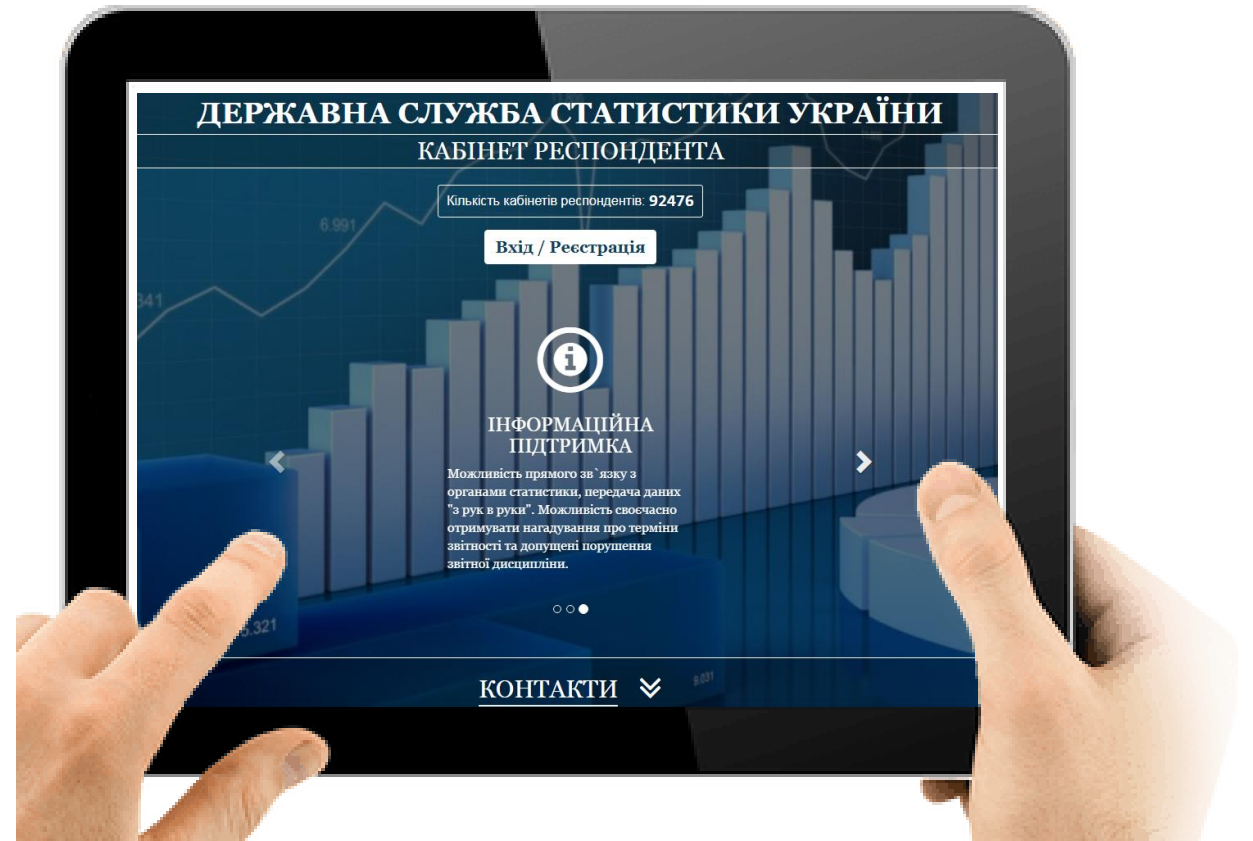 ДЕРЖАВНА СЛУЖБА СТАТИСТИКИ УКРАЇНИ
КАБІНЕТ РЕСПОНДЕНТА
Кількість кабінетів респондентів: 92476
6.991
Вхід / Реєстрація
341
ІНФОРМАЦІЙНА
ПІДТРИМКА
Можливість прямого зв`язку з
органами статистики, передача даних
"з рук в руки". Можливість своєчасно
отримувати нагадування про терміни
звітності та допущені порушення
звітної дисципліни.
5.321
9.031
КОНТАКТИ